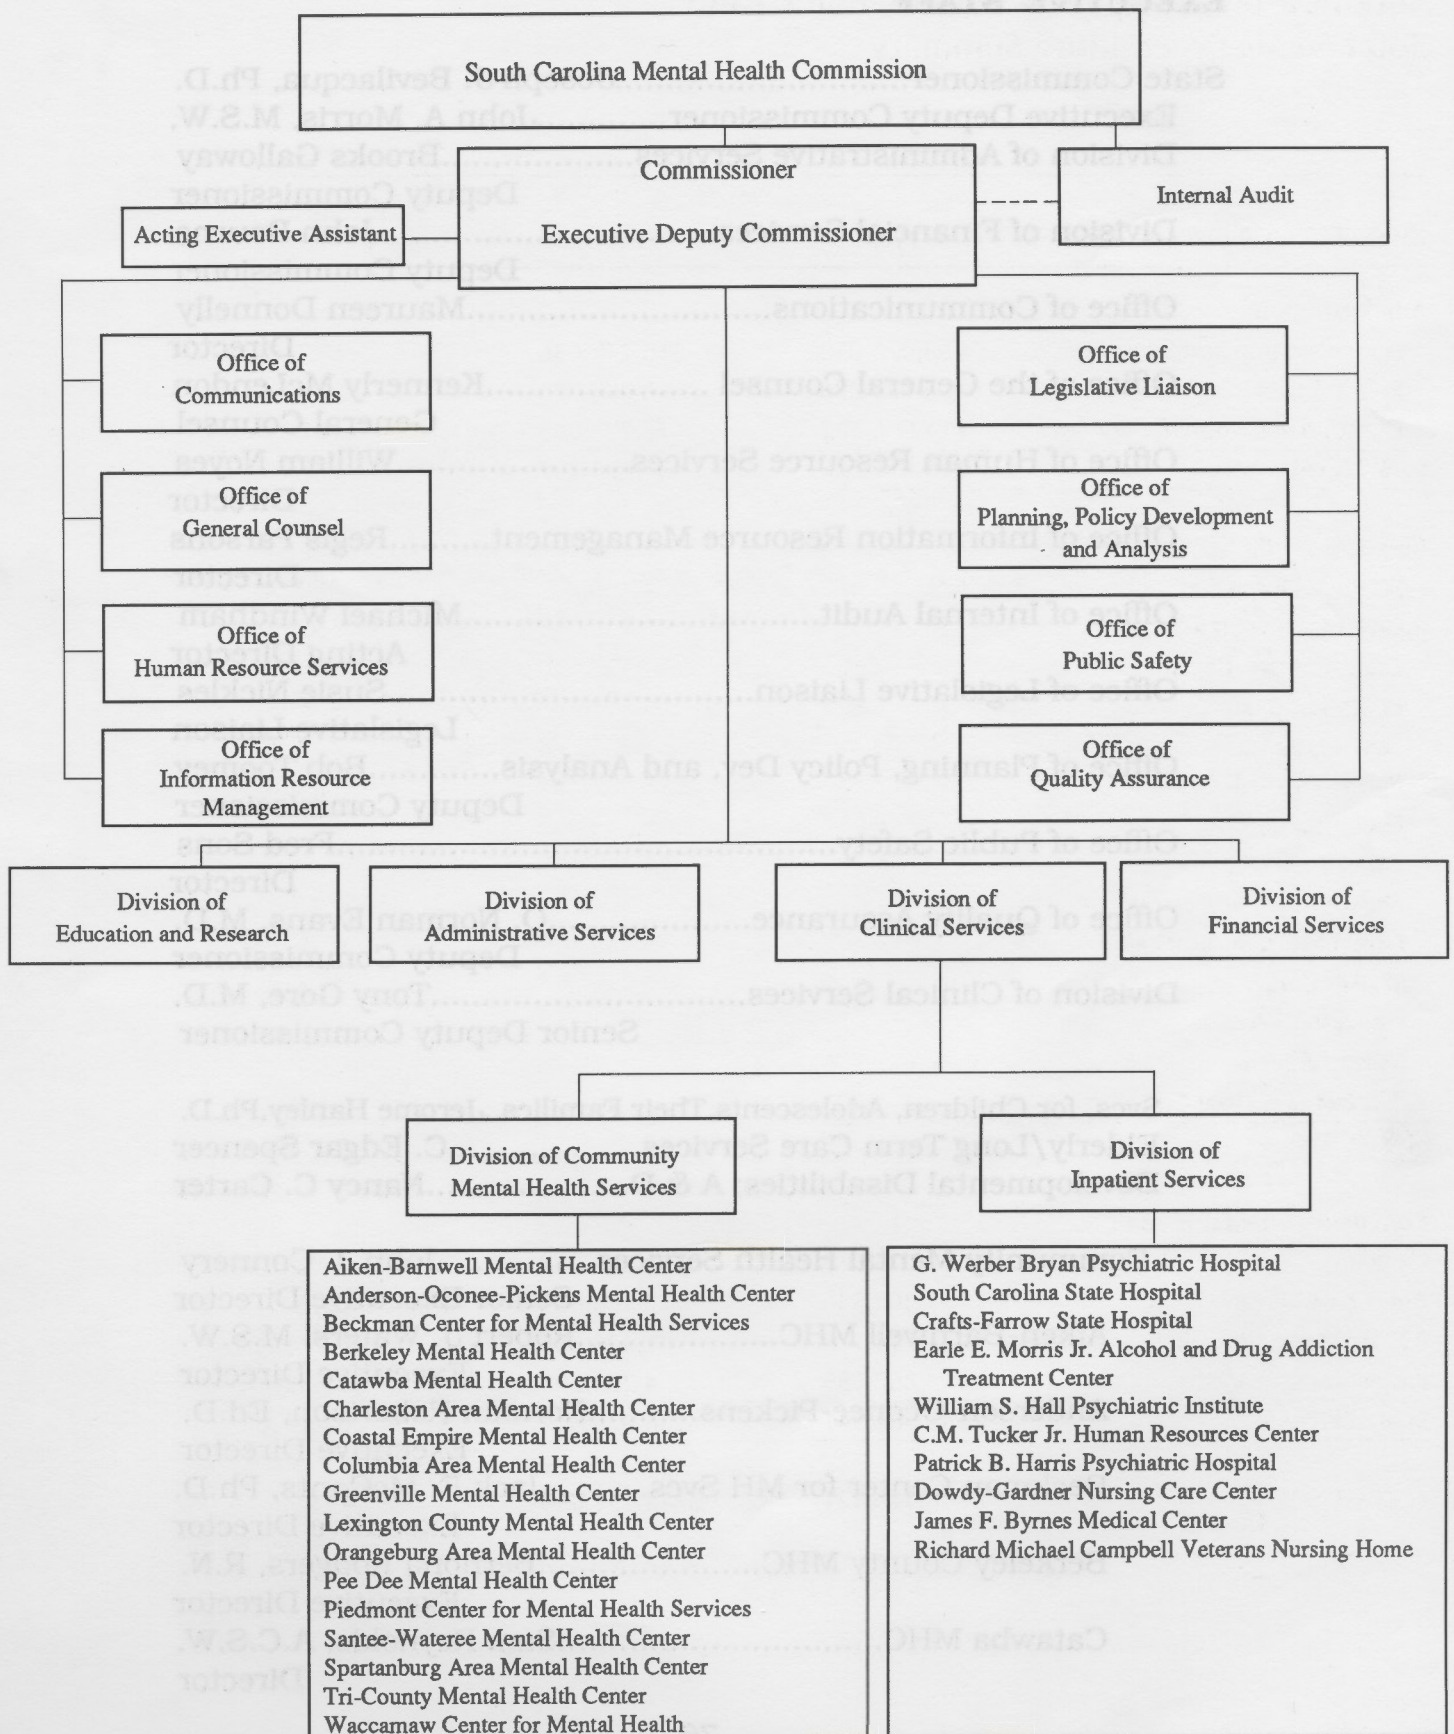 South Carolina Mental Health Commission
Commissioner
Executive Deputy Commissioner
Internal Audit
Acting Executive Assistant
Office of
Communications
Office of
General Counsel
Office of
Human Resource Services
Office of
Information Resource
Management
Office of
Legislative Liaison
Office of
Planning, Policy Development
and Analysis
Office of
Public Safety
Office of
Quality Assurance
Division of
Education and Research
Division of
Administrative Services
Division of
Clinical Services
Division of
Financial Services
Division of Community
Mental Health Services
Division of
Inpatient Services
Aiken-Barnwell Mental Health Center
Anderson-Oconee-Pickens Mental Health Center
Beckman Center for Mental Health Services
Berkeley Mental Health Center
Catawba Mental Health Center
Charleston Area Mental Health Center
Coastal Empire Mental Health Center
Columbia Area Mental Health Center
Greenville Mental Health Center
Lexington County Mental Health Center
Orangeburg Area Mental Health Center
Pee Dee Mental Health Center
Piedmont Center for Mental Health Services
Santee-Wateree Mental Health Center
Spartanburg Area Mental Health Center
Tri-County Mental Health Center
Waccamaw Center for Mental Health
G. Werber Bryan Psychiatric Hospital
South Carolina State Hospital
Crafts-Farrow State Hospital
Earle E. Morris Jr. Alcohol and Drug Addiction
Treatment Center
William S. Hall Psychiatric Institute
C.M. Tucker Jr. Human Resources Center
Patrick B. Harris Psychiatric Hospital
Dowdy-Gardner Nursing Care Center
James F. Byrnes Medical Center
Richard Michael Campbell Veterans Nursing Home